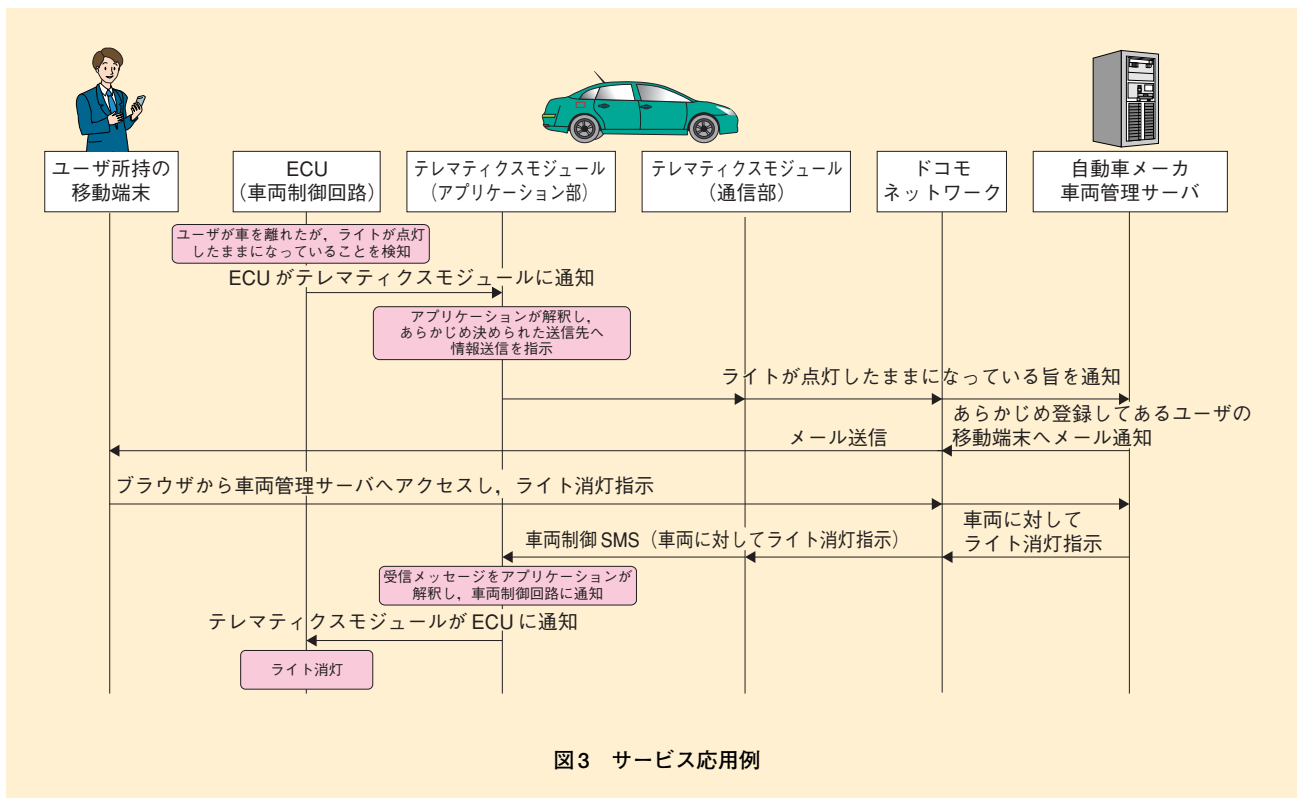 ユーザ所持の
移動端末
ECU
（車両制御回路）
テレマティクスモジュール
（アプリケーション部）
テレマティクスモジュール
（通信部）
ドコモ
ネットワーク
自動車メーカ
車両管理サーバ
ユーザが車を離れたが，ライトが点灯
したままになっていることを検知
ECUがテレマティクスモジュールに通知
アプリケーションが解釈し，
あらかじめ決められた送信先へ
情報送信を指示
ライトが点灯したままになっている旨を通知
あらかじめ登録してあるユーザの
移動端末へメール通知
メール送信
ブラウザから車両管理サーバへアクセスし，ライト消灯指示
車両に対して
ライト消灯指示
車両制御SMS（車両に対してライト消灯指示）
受信メッセージをアプリケーションが
解釈し，車両制御回路に通知
テレマティクスモジュールがECUに通知
ライト消灯
図3　サービス応用例